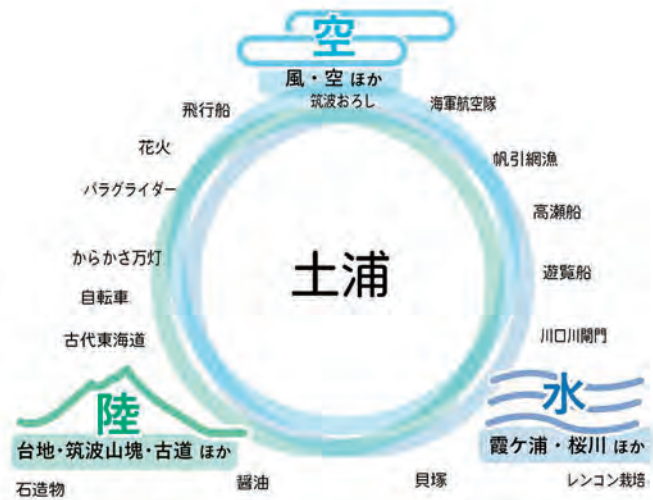 空
風・空 ほか
筑波おろし
飛行船
海軍航空隊
花火
帆引網漁
パラグライダー
高瀬船
土浦
からかさ万灯
遊覧船
自転車
古代東海道
川口川閘門
陸
台地・筑波山塊・古道 ほか
水
霞ケ浦・桜川 ほか
石造物
醤油
貝塚
レンコン栽培